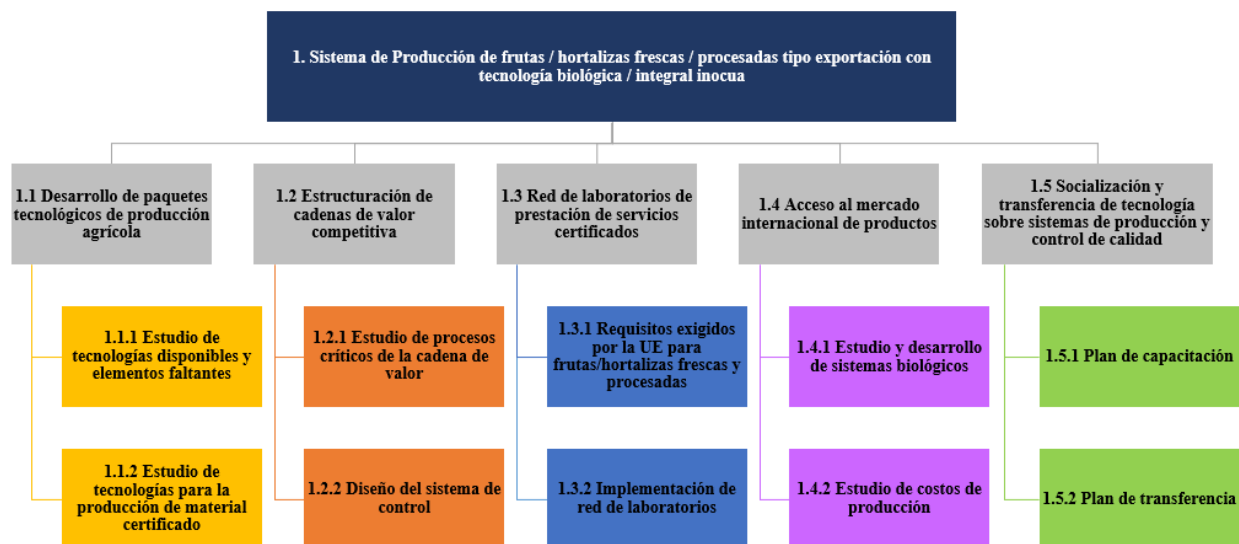 1. Sistema de Producción de frutas / hortalizas frescas / procesadas tipo exportación con
tecnología biológica / integral inocua
1.1 Desarrollo de paquetes
tecnológicos de producción
agrícola
1.2 Estructuración de
cadenas de valor
competitiva
1.3 Red de laboratorios de
prestación de servicios
certificados
1.4 Acceso al mercado
internacional de productos
1.5 Socialización y
transferencia de tecnología
sobre sistemas de producción y
control de calidad
1.1.1 Estudio de
tecnologías disponibles y
elementos faltantes
1.2.1 Estudio de procesos
críticos de la cadena de
valor
1.3.1 Requisitos exigidos
por la UE para
frutas/hortalizas frescas y
procesadas
1.4.1 Estudio y desarrollo
de sistemas biológicos
1.5.1 Plan de capacitación
1.1.2 Estudio de
tecnologías para la
producción de material
certificado
1.2.2 Diseño del sistema de
control
1.3.2 Implementación de
red de laboratorios
1.4.2 Estudio de costos de
producción
1.5.2 Plan de transferencia